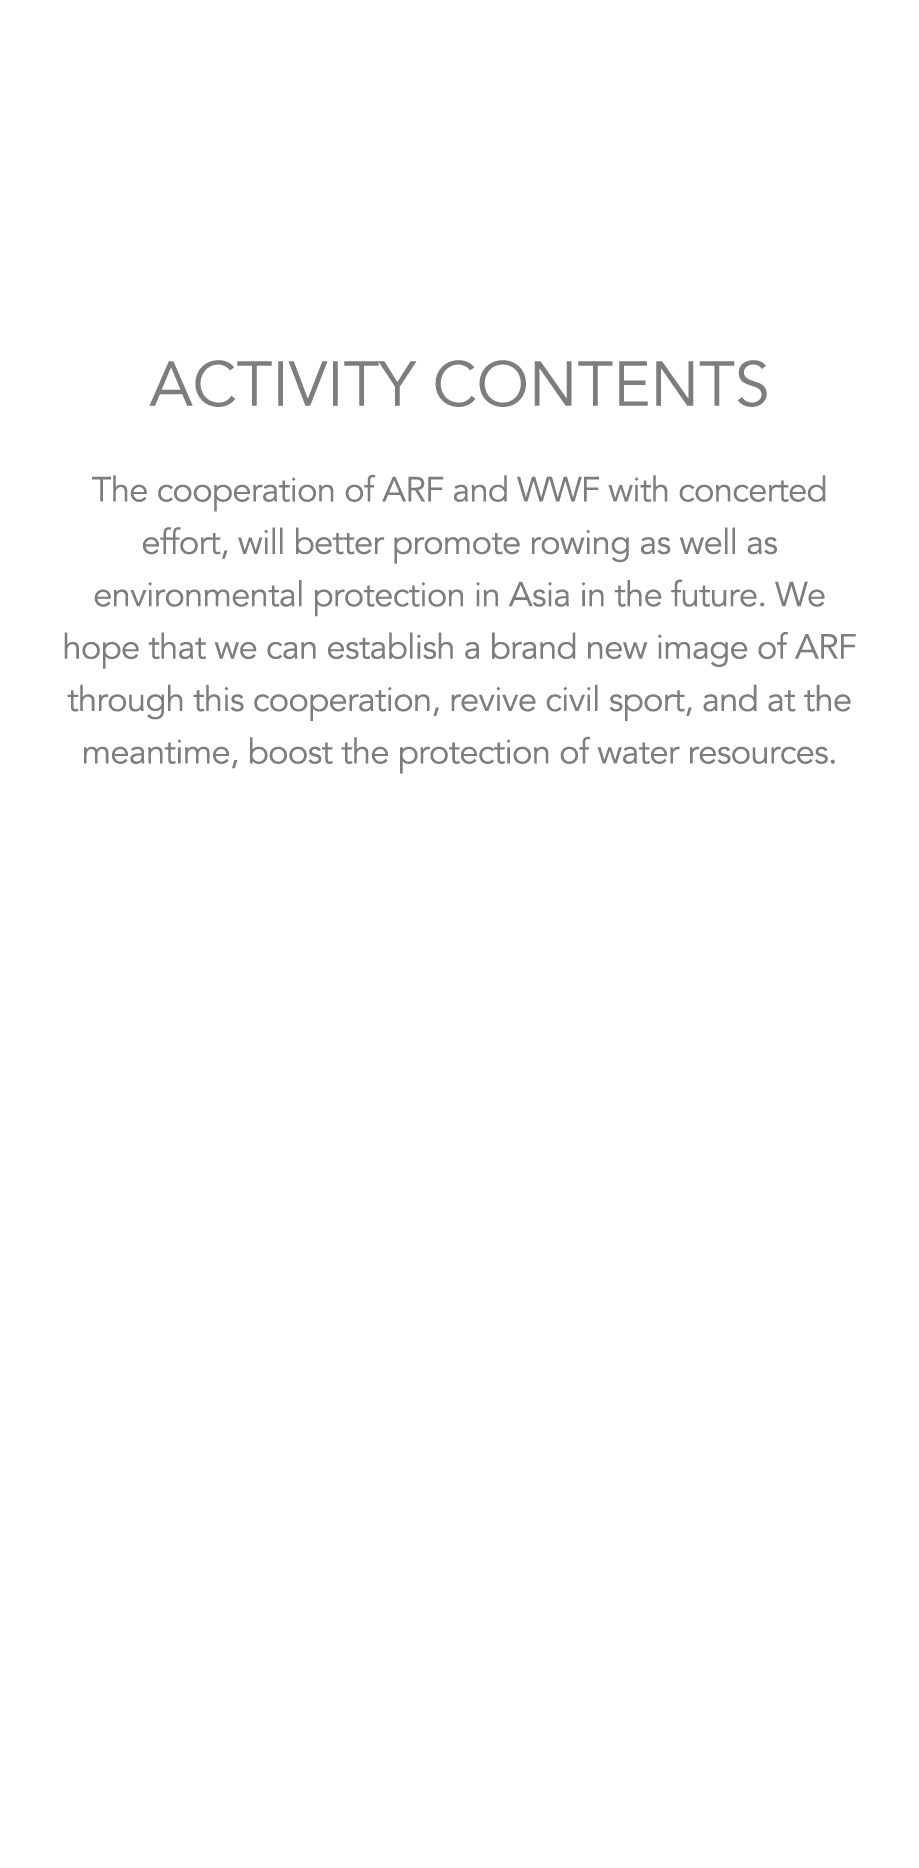 ACTIVITY CONTENTS
The cooperation of ARF and WWF with concerted
effort, will better promote rowing as well as
environmental protection in Asia in the future. We
hope that we can establish a brand new image of ARF
through this cooperation, revive civil sport, and at the
meantime, boost the protection of water resources.